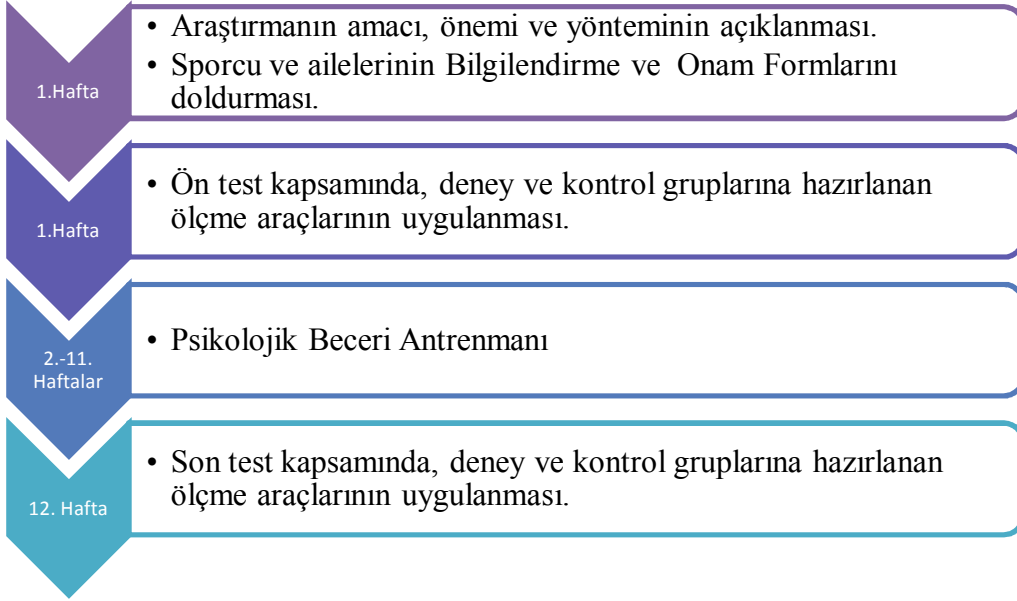 1.Hafta
• Araştırmanın amacı, önemi ve yönteminin açıklanması.
• Sporcu ve ailelerinin Bilgilendirme ve Onam Formlarını
doldurması.
1.Hafta
• Ön test kapsamında, deney ve kontrol gruplarına hazırlanan
ölçme araçlarının uygulanması.
2.-11.
Haftalar
• Psikolojik Beceri Antrenmanı
12. Hafta
• Son test kapsamında, deney ve kontrol gruplarına hazırlanan
ölçme araçlarının uygulanması.